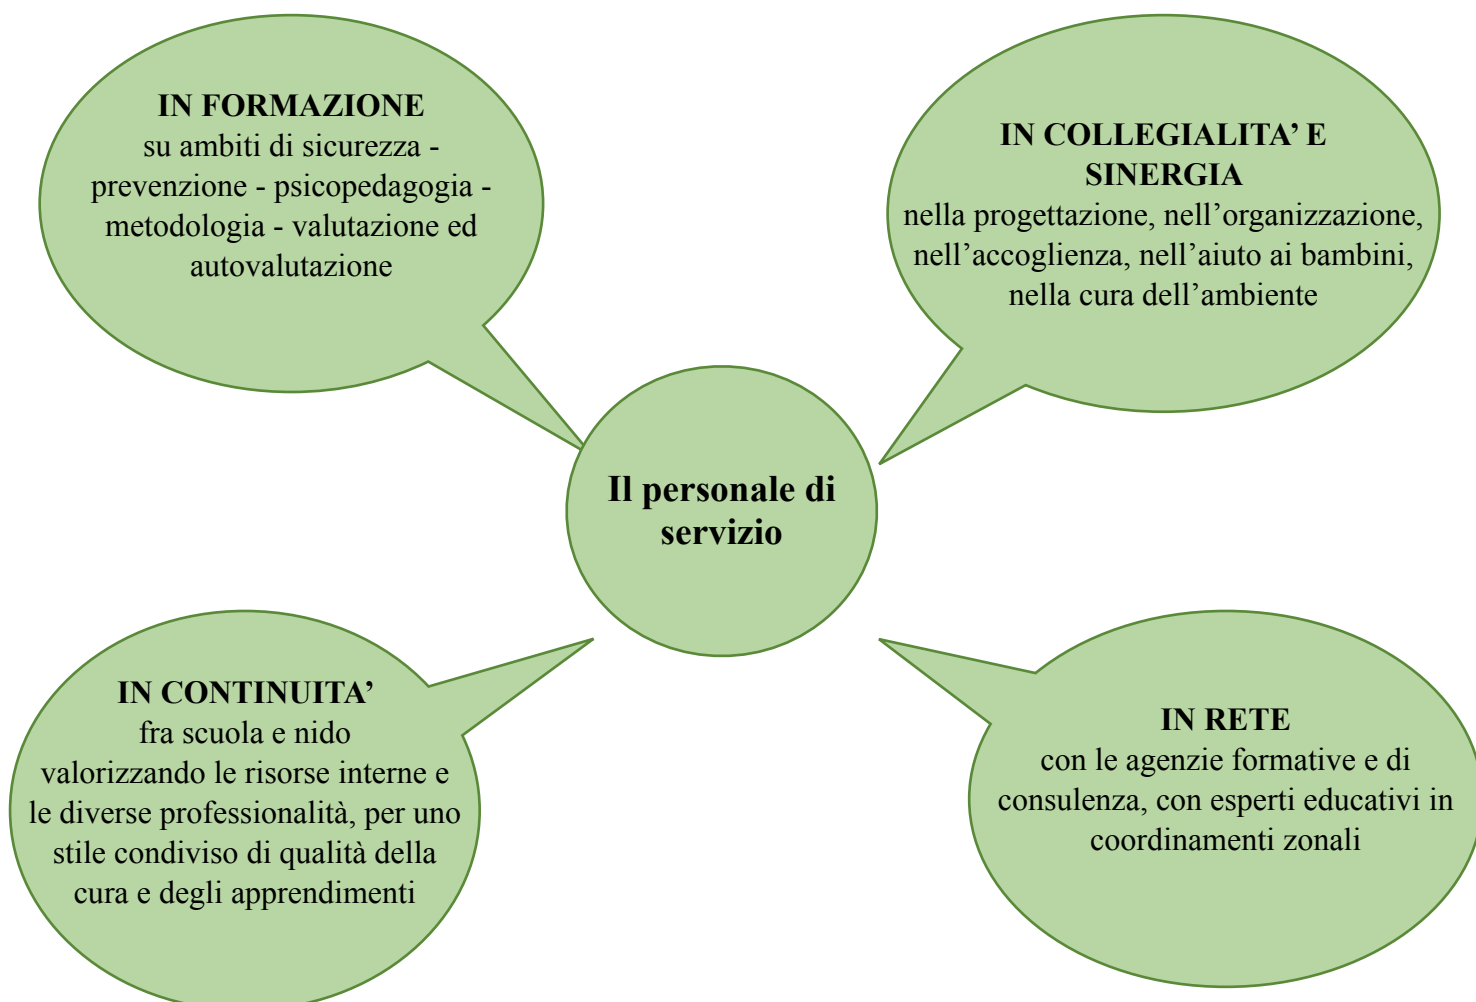 IN FORMAZIONE
su ambiti di sicurezza -
prevenzione - psicopedagogia -
metodologia - valutazione ed
autovalutazione
IN COLLEGIALITA’ E
SINERGIA
nella progettazione, nell’organizzazione,
nell’accoglienza, nell’aiuto ai bambini,
nella cura dell’ambiente
Il personale di
servizio
IN CONTINUITA’
fra scuola e nido
valorizzando le risorse interne e
le diverse professionalità, per uno
stile condiviso di qualità della
cura e degli apprendimenti
IN RETE
con le agenzie formative e di
consulenza, con esperti educativi in
coordinamenti zonali